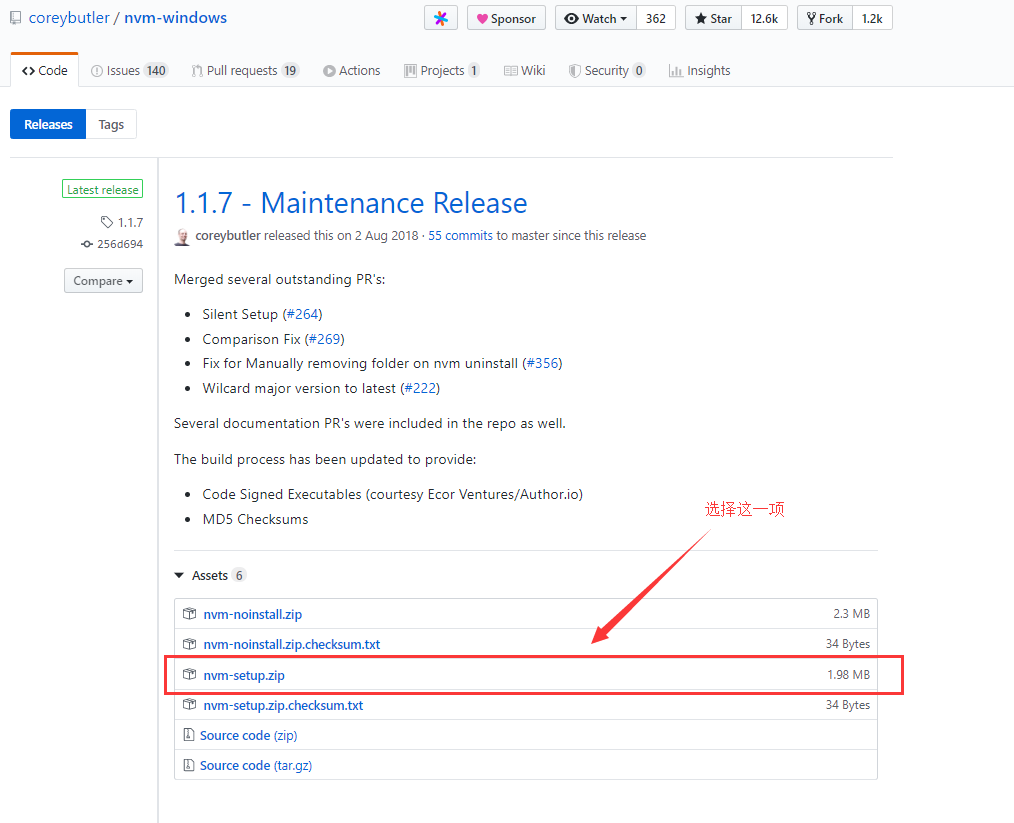 coreybutler / nvm-windows
Sponsor Watch 362 Star 12.6k Fork 1.2k
Code Issues 140 Pull requests 19 Actions Projects 1 Wiki Security 0 Insights
Releases Tags
Latest release
1.1.7
256d694
Compare
1.1.7 - Maintenance Release
coreybutler released this on 2 Aug 2018 · 55 commits to master since this release
Merged several outstanding PR's:
Silent Setup (#264)
Comparison Fix (#269)
Fix for Manually removing folder on nvm uninstall (#356)
Wilcard major version to latest (#222)
Several documentation PR's were included in the repo as well.
The build process has been updated to provide:
Code Signed Executables (courtesy Ecor Ventures/Author.io)
MD5 Checksums
选择这一项
Assets 6
nvm-noinstall.zip 2.3 MB
nvm-noinstall.zip.checksum.txt 34 Bytes
nvm-setup.zip 1.98 MB
nvm-setup.zip.checksum.txt 34 Bytes
Source code (zip)
Source code (tar.gz)